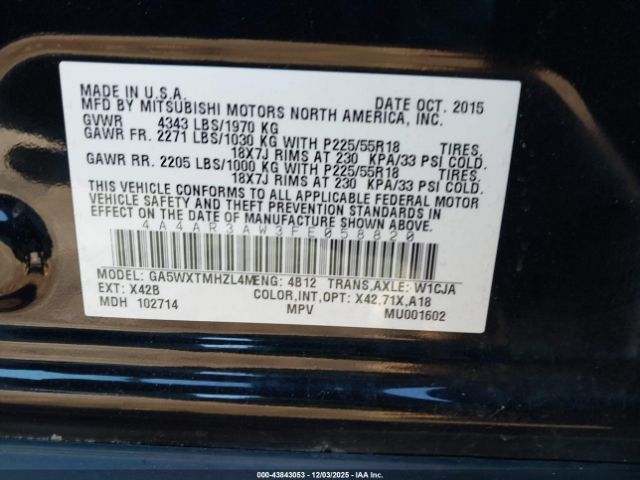 MADE IN U.S.A. DATE OCT. 2015
MFD BY MITSUBISHI MOTORS NORTH AMERICA, INC.
GVWR 4343 LBS/1970 KG
GAWR FR. 2271 LBS/1030 KG WITH P225/55R18 TIRES.
18X7J RIMS AT 230 KPA/33 PSI COLD.
GAWR RR. 2205 LBS/1000 KG WITH P225/55R18 TIRES.
18X7J RIMS AT 230 KPA/33 PSI COLD.
THIS VEHICLE CONFORMS TO ALL APPLICABLE FEDERAL MOTOR
VEHICLE SAFETY AND THEFT PREVENTION STANDARDS IN
EFFECT ON THE DATE OF MANUFACTURE SHOWN ABOVE.
4A4AR3AW3FE058820
MODEL: GA5WXTMHZL4M ENG: 4B12 TRANS,AXLE: W1CJA
EXT: X42B COLOR,INT,OPT: X42,71X,A18
MDH 102714 MPV MU001602
00-43843053 - 12/03/2025 - IAA Inc.